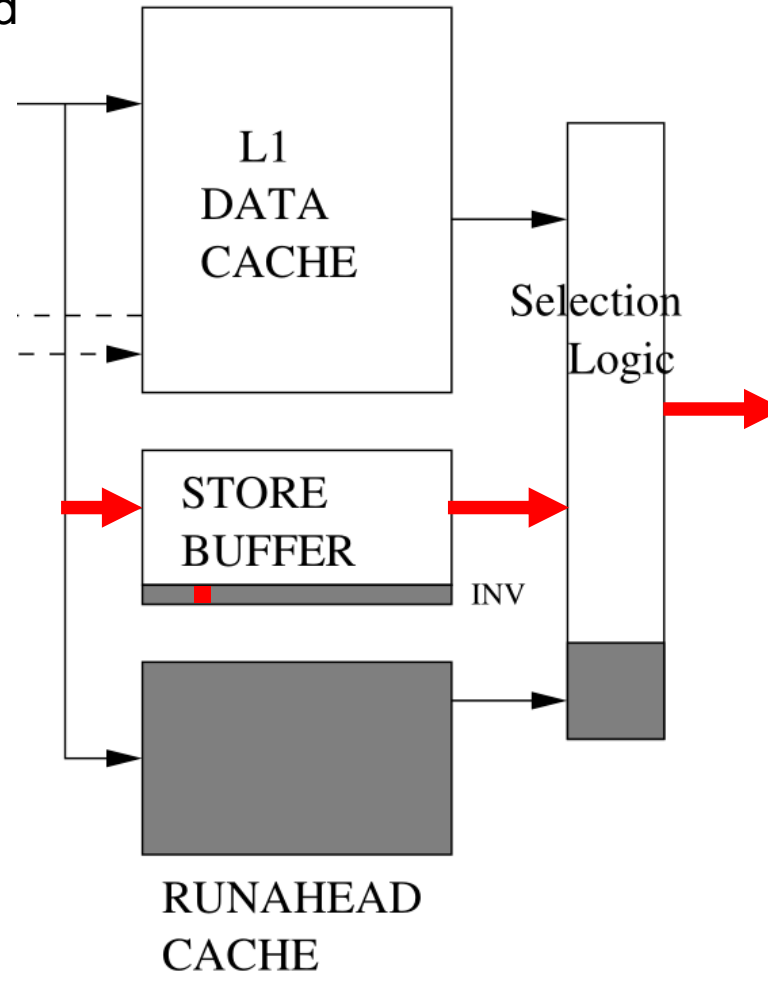 L1
DATA
CACHE
Selection
Logic
STORE
BUFFER
INV
RUNAHEAD
CACHE